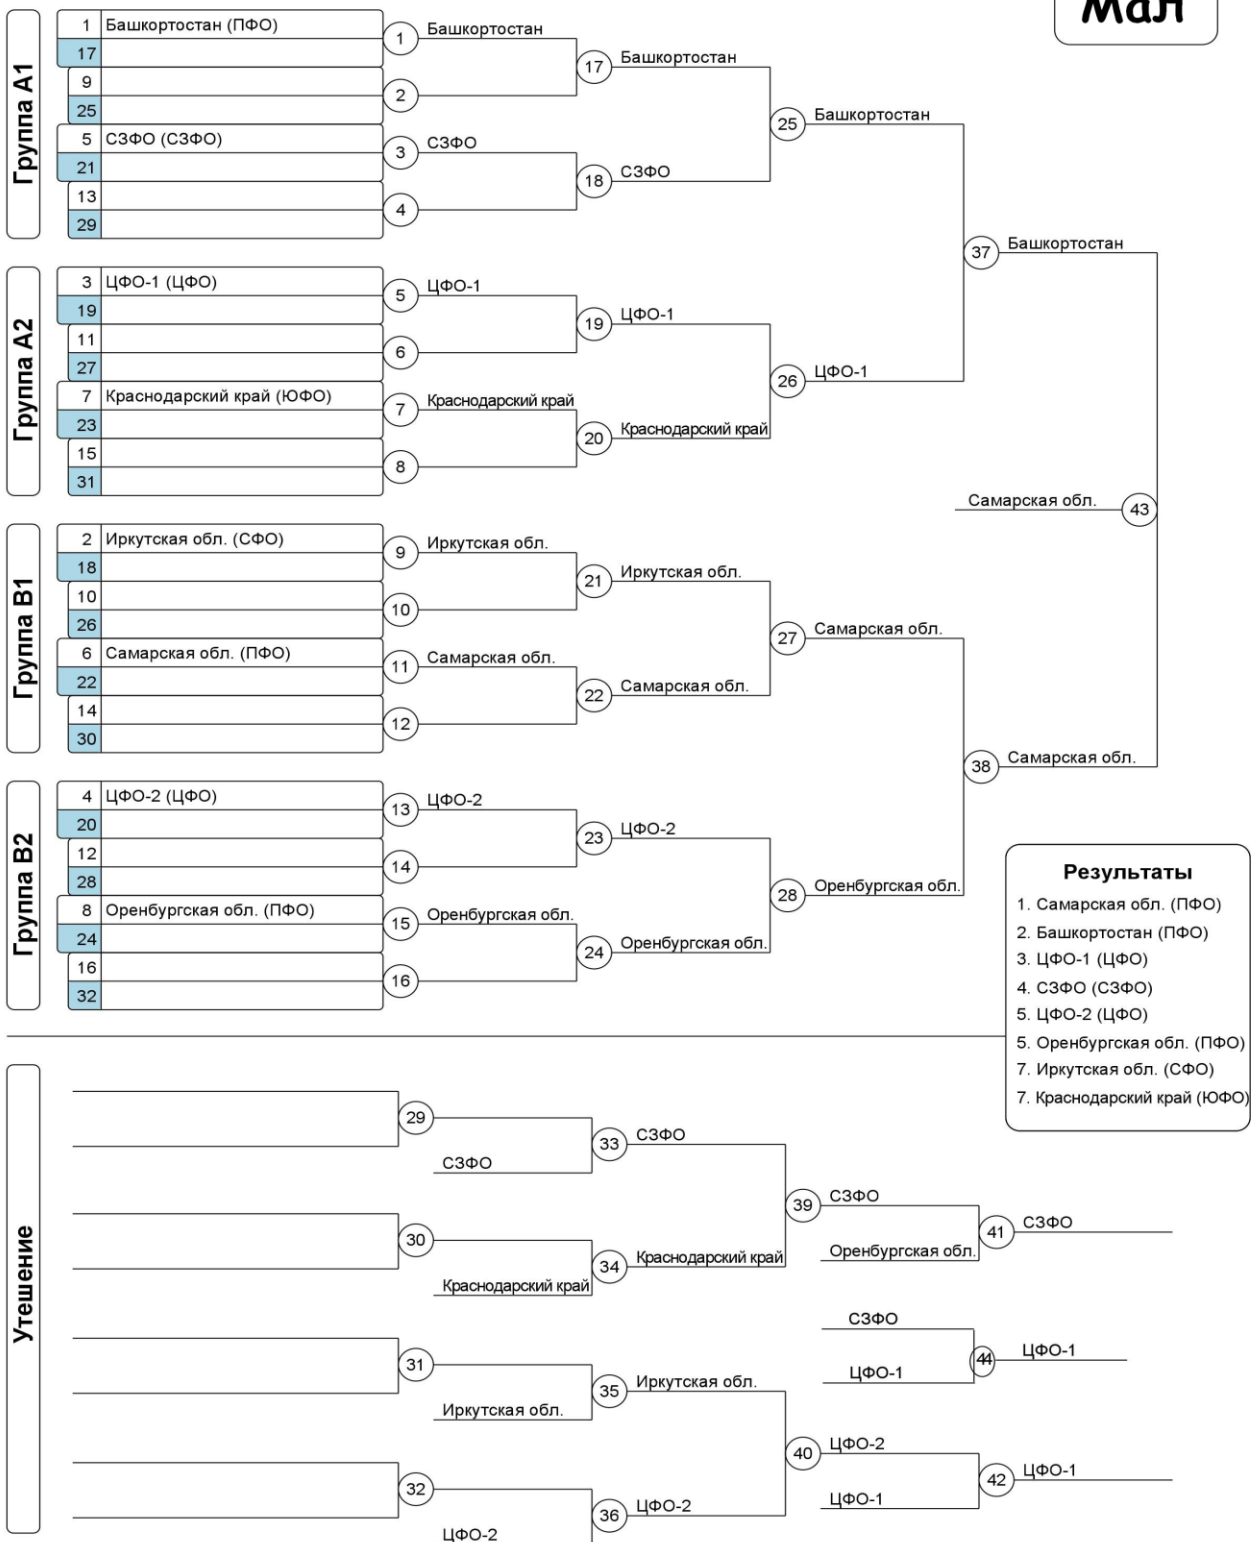 Мал
Группа А1
1 Башкортостан (ПФО)
17
9
25
5 СЗФО (СЗФО)
21
13
29
1 Башкортостан
2
3 СЗФО
4
17 Башкортостан
18 СЗФО
25 Башкортостан
Группа А2
3 ЦФО-1 (ЦФО)
19
11
27
7 Краснодарский край (ЮФО)
23
15
31
5 ЦФО-1
6
7 Краснодарский край
8
19 ЦФО-1
20 Краснодарский край
26 ЦФО-1
37 Башкортостан
Самарская обл. 43
Группа В1
2 Иркутская обл. (СФО)
18
10
26
6 Самарская обл. (ПФО)
22
14
30
9 Иркутская обл.
10
11 Самарская обл.
12
21 Иркутская обл.
22 Самарская обл.
27 Самарская обл.
Группа В2
4 ЦФО-2 (ЦФО)
20
12
28
8 Оренбургская обл. (ПФО)
24
16
32
13 ЦФО-2
14
15 Оренбургская обл.
16
23 ЦФО-2
24 Оренбургская обл.
28 Оренбургская обл.
38 Самарская обл.
Результаты
1. Самарская обл. (ПФО)
2. Башкортостан (ПФО)
3. ЦФО-1 (ЦФО)
4. СЗФО (СЗФО)
5. ЦФО-2 (ЦФО)
5. Оренбургская обл. (ПФО)
7. Иркутская обл. (СФО)
7. Краснодарский край (ЮФО)
Утешение
29
СЗФО
33 СЗФО
30
Краснодарский край
34 Краснодарский край
39 СЗФО
Оренбургская обл.
41 СЗФО
СЗФО
ЦФО-1
44 ЦФО-1
31
Иркутская обл.
35 Иркутская обл.
32
ЦФО-2
36 ЦФО-2
40 ЦФО-2
ЦФО-1
42 ЦФО-1